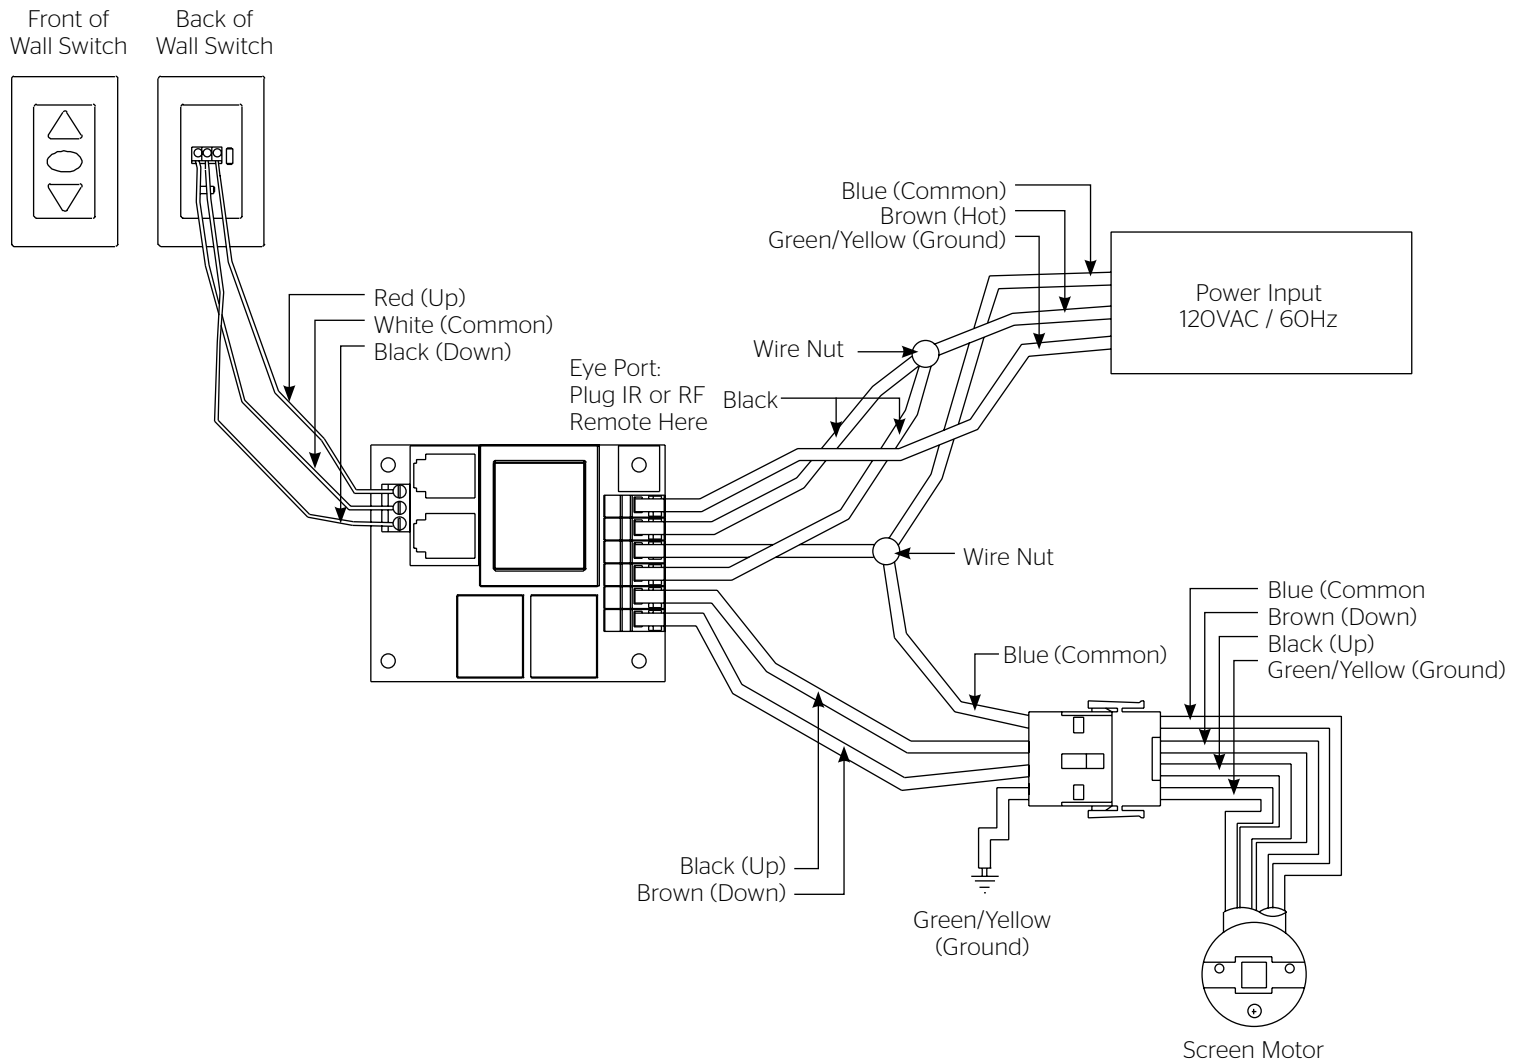 Front of
Wall Switch
Back of
Wall Switch
Blue (Common)
Brown (Hot)
Green/Yellow (Ground)
Power Input
120VAC / 60Hz
Red (Up)
White (Common)
Black (Down)
Wire Nut
Eye Port:
Plug IR or RF
Remote Here
Black
Wire Nut
Blue (Common
Brown (Down)
Black (Up)
Green/Yellow (Ground)
Blue (Common)
Black (Up)
Brown (Down)
Green/Yellow
(Ground)
Screen Motor